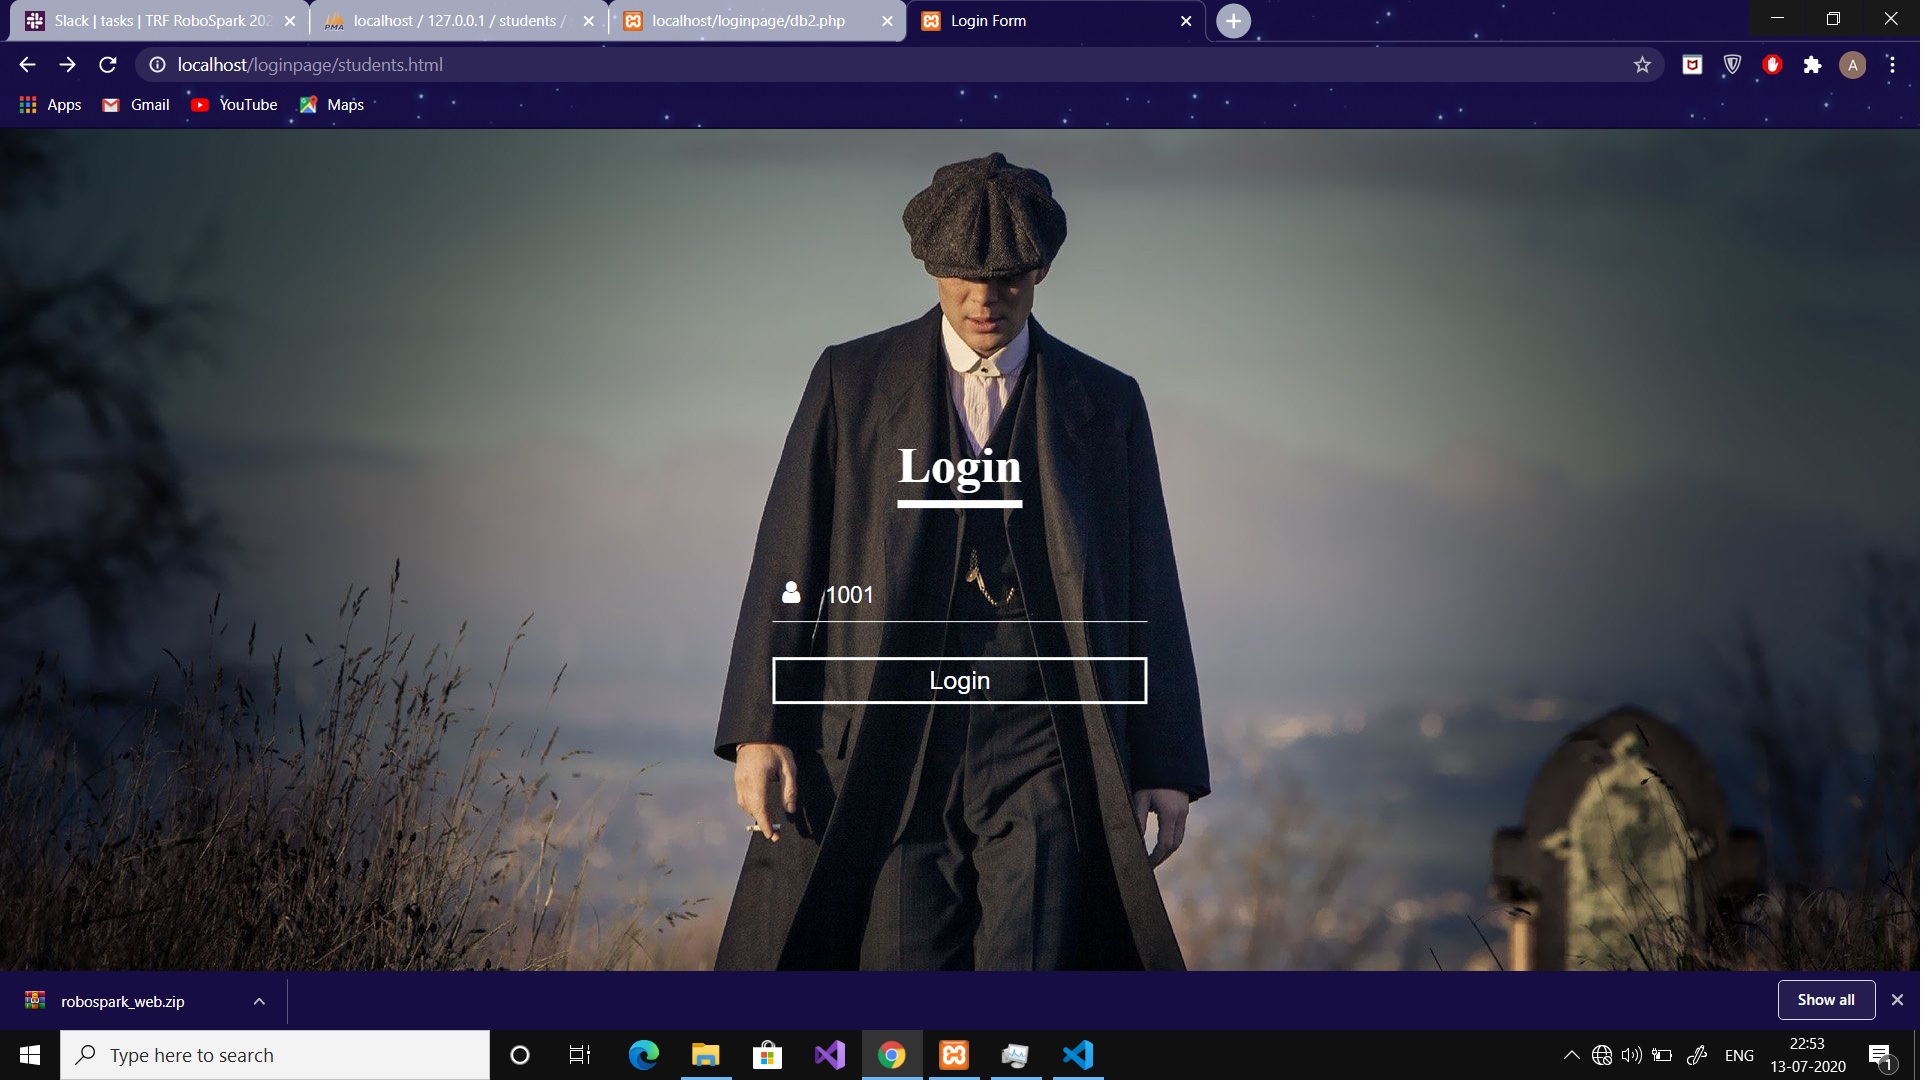 Slack | tasks | TRF RoboSpark 202
localhost / 127.0.0.1 / students /
localhost/loginpage/db2.php
Login Form
localhost/loginpage/students.html
A
Apps
Gmail
YouTube
Maps
Login
1001
Login
robospark_web.zip
Show all
Type here to search
ENG
22:53
13-07-2020
1